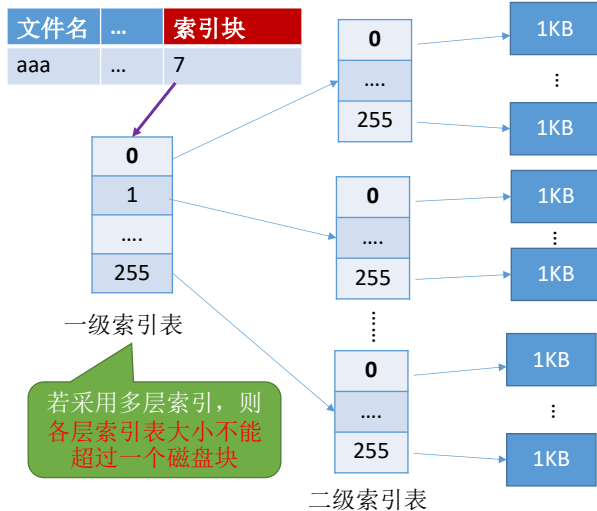 文件名 … 索引块
aaa … 7
0
1
....
255
一级索引表
若采用多层索引，则
各层索引表大小不能
超过一个磁盘块
0
....
255
0
....
255
......
0
....
255
二级索引表
1KB
...
1KB
1KB
...
1KB
1KB
...
1KB